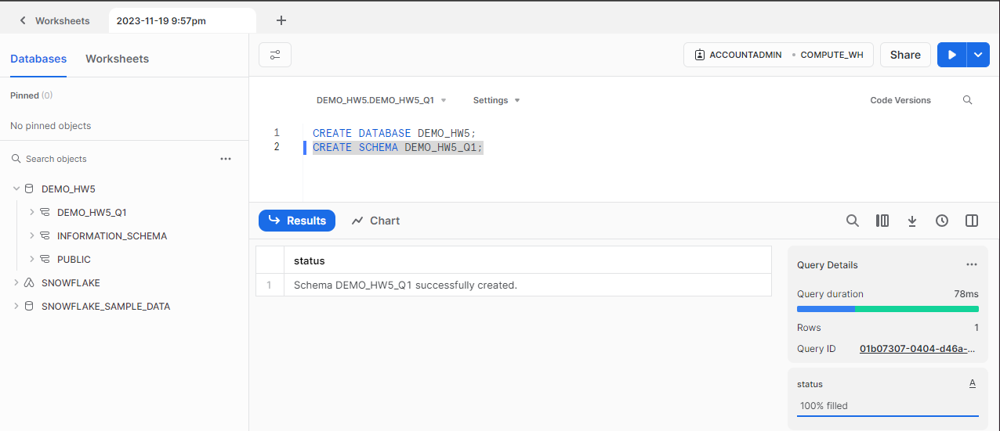 Worksheets
2023-11-19 9:57pm
Databases
Worksheets
Pinned (0)
No pinned objects
Search objects
DEMO_HW5
DEMO_HW5_Q1
INFORMATION_SCHEMA
PUBLIC
SNOWFLAKE
SNOWFLAKE_SAMPLE_DATA
ACCOUNTADMIN
COMPUTE_WH
Share
DEMO_HW5.DEMO_HW5_Q1
Settings
Code Versions
1 CREATE DATABASE DEMO_HW5;
2 CREATE SCHEMA DEMO_HW5_Q1;
Results
Chart
status
1 Schema DEMO_HW5_Q1 successfully created.
Query Details
Query duration 78ms
Rows 1
Query ID 01b07307-0404-d46a-...
status A
100% filled